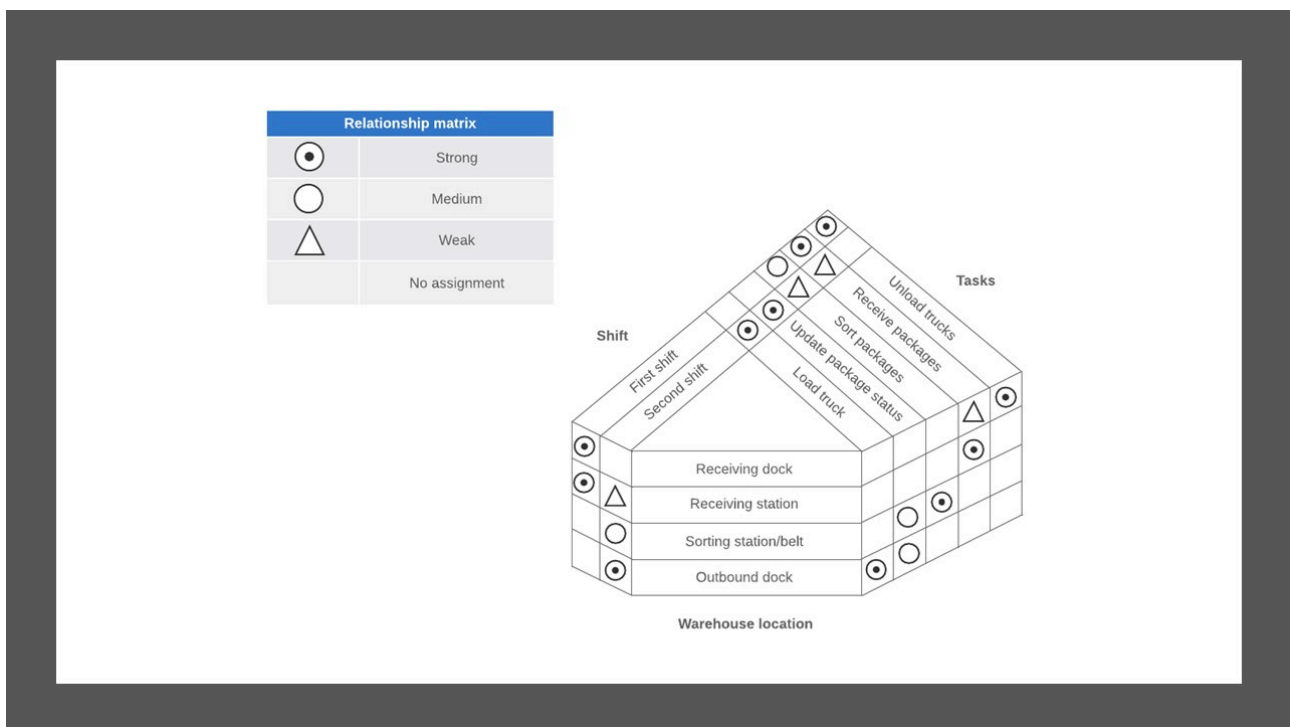 Relationship matrix
Strong
Medium
Weak
No assignment
Shift
Tasks
First shift
Second shift
Unload trucks
Receive packages
Sort packages
Update package status
Load truck
Receiving dock
Receiving station
Sorting station/belt
Outbound dock
Warehouse location